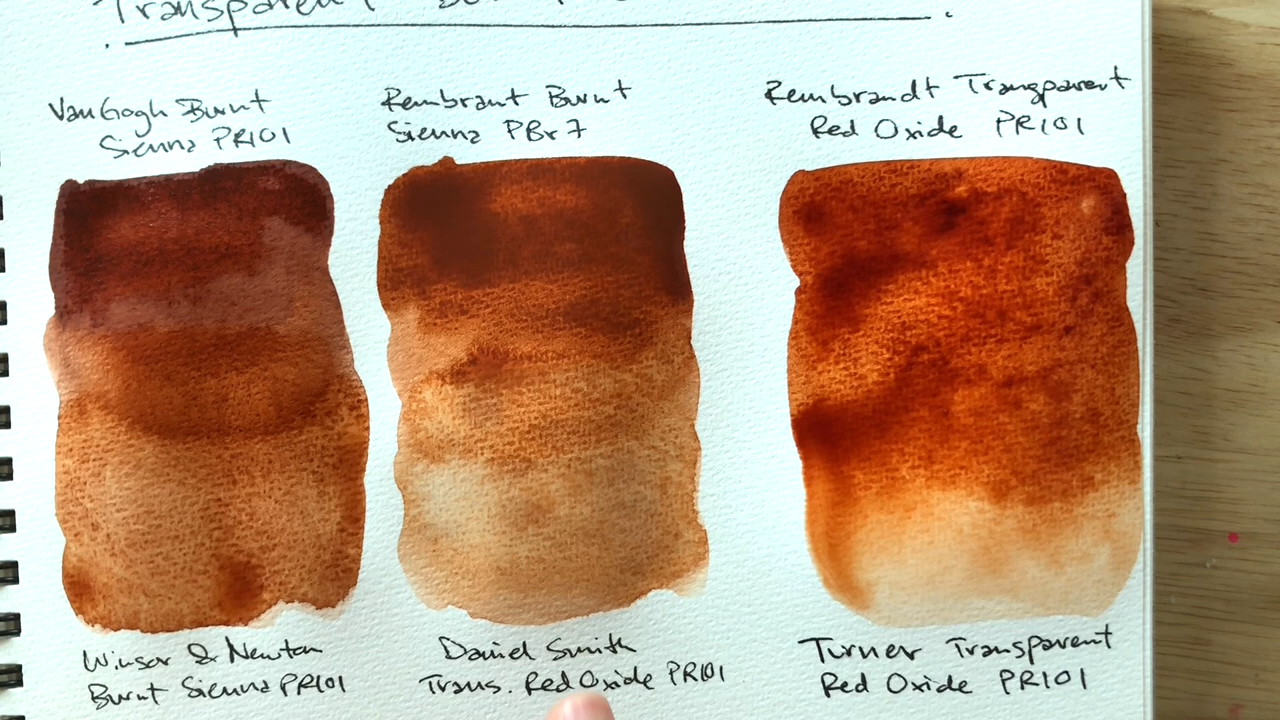 Transparent
VanGogh Burnt
Sienna PR101
Rembrant Burnt
Sienna PBr7
Rembrandt Transparent
Red Oxide PR101
Winsor & Newton
Burnt Sienna PR101
Daniel Smith
Trans. Red Oxide PR101
Turner Transparent
Red Oxide PR101